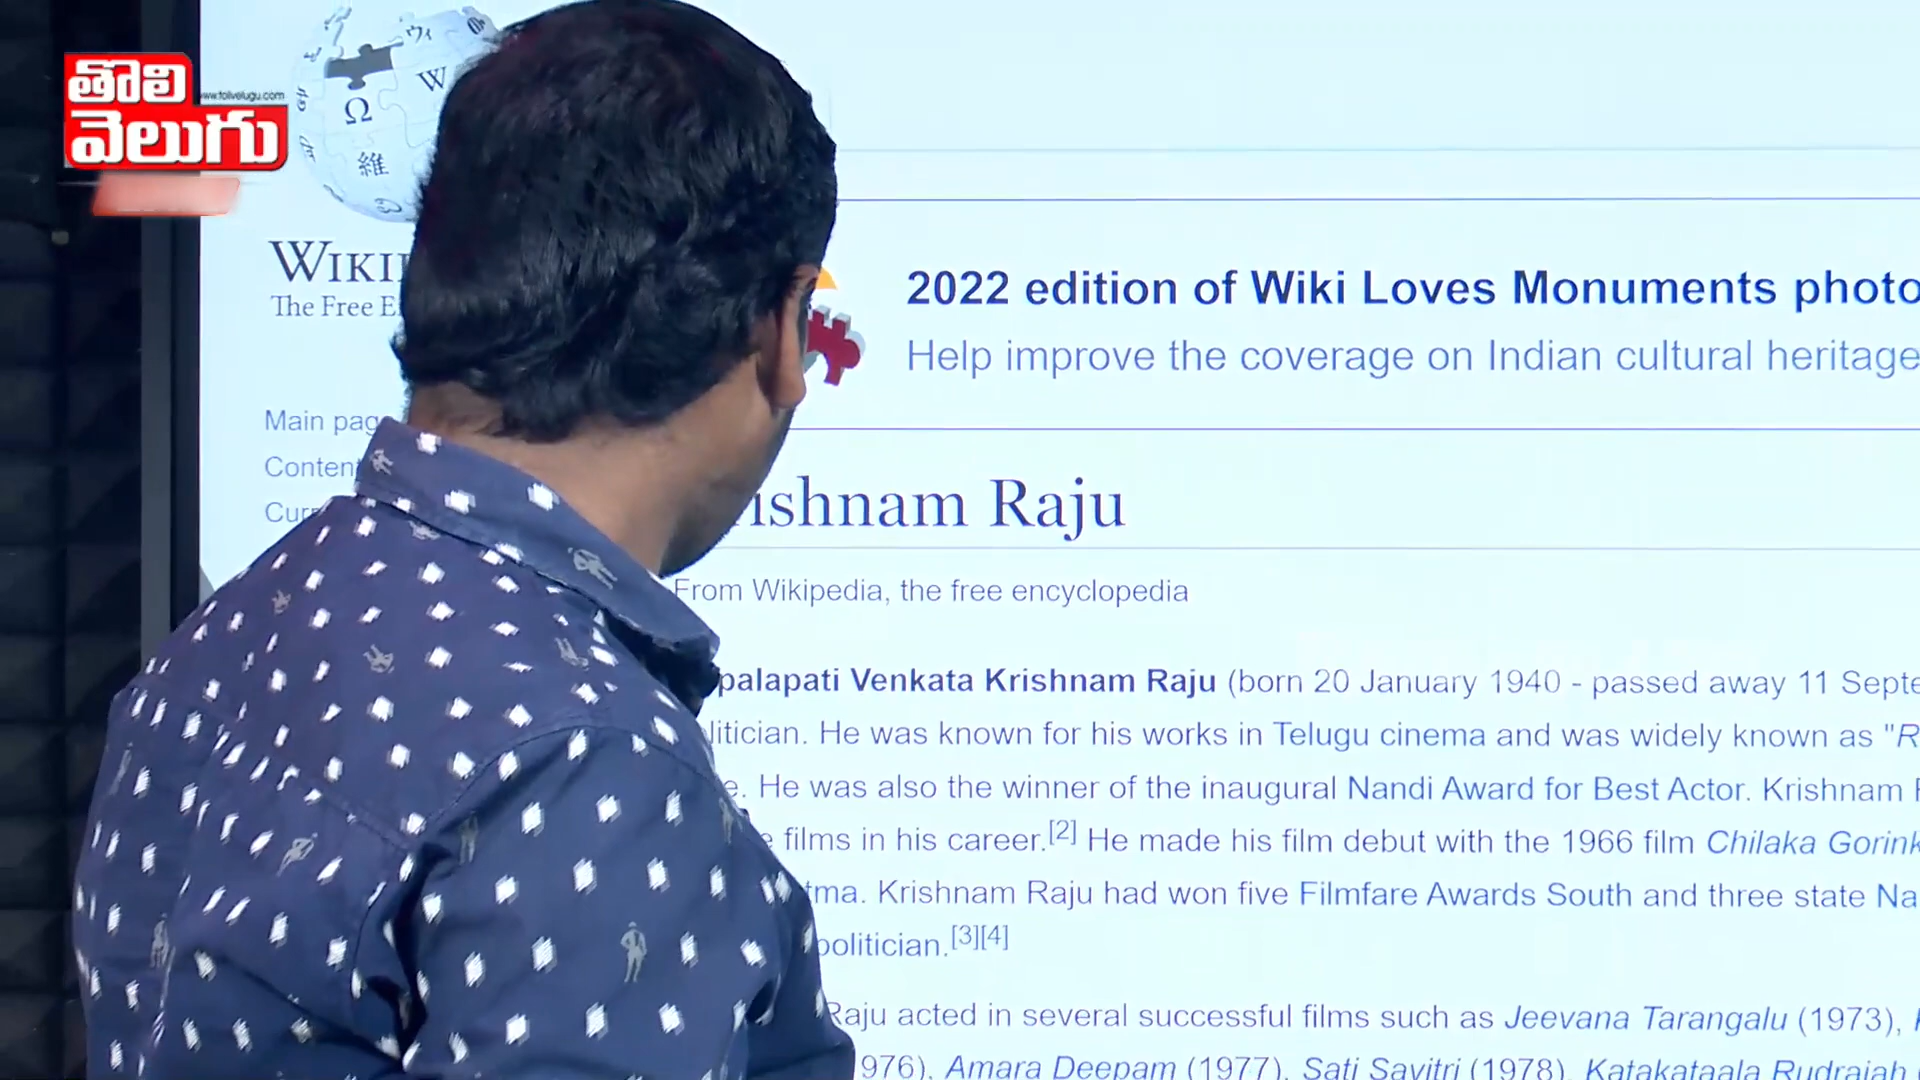 తొలి
www.tolivelugu.com
వెలుగు
ウィ
W
Ω
維
WIKI
The Free E
2022 edition of Wiki Loves Monuments photo
Help improve the coverage on Indian cultural heritage
Main pag
Content
Curr
ishnam Raju
From Wikipedia, the free encyclopedia
palapati Venkata Krishnam Raju (born 20 January 1940 - passed away 11 Septe
litician. He was known for his works in Telugu cinema and was widely known as "R
e. He was also the winner of the inaugural Nandi Award for Best Actor. Krishnam
e films in his career.[2] He made his film debut with the 1966 film Chilaka Gorink
tma. Krishnam Raju had won five Filmfare Awards South and three state Na
politician.[3][4]
Raju acted in several successful films such as Jeevana Tarangalu (1973),
976), Amara Deepam (1977), Sati Savitri (1978), Katakataala Rudraiah